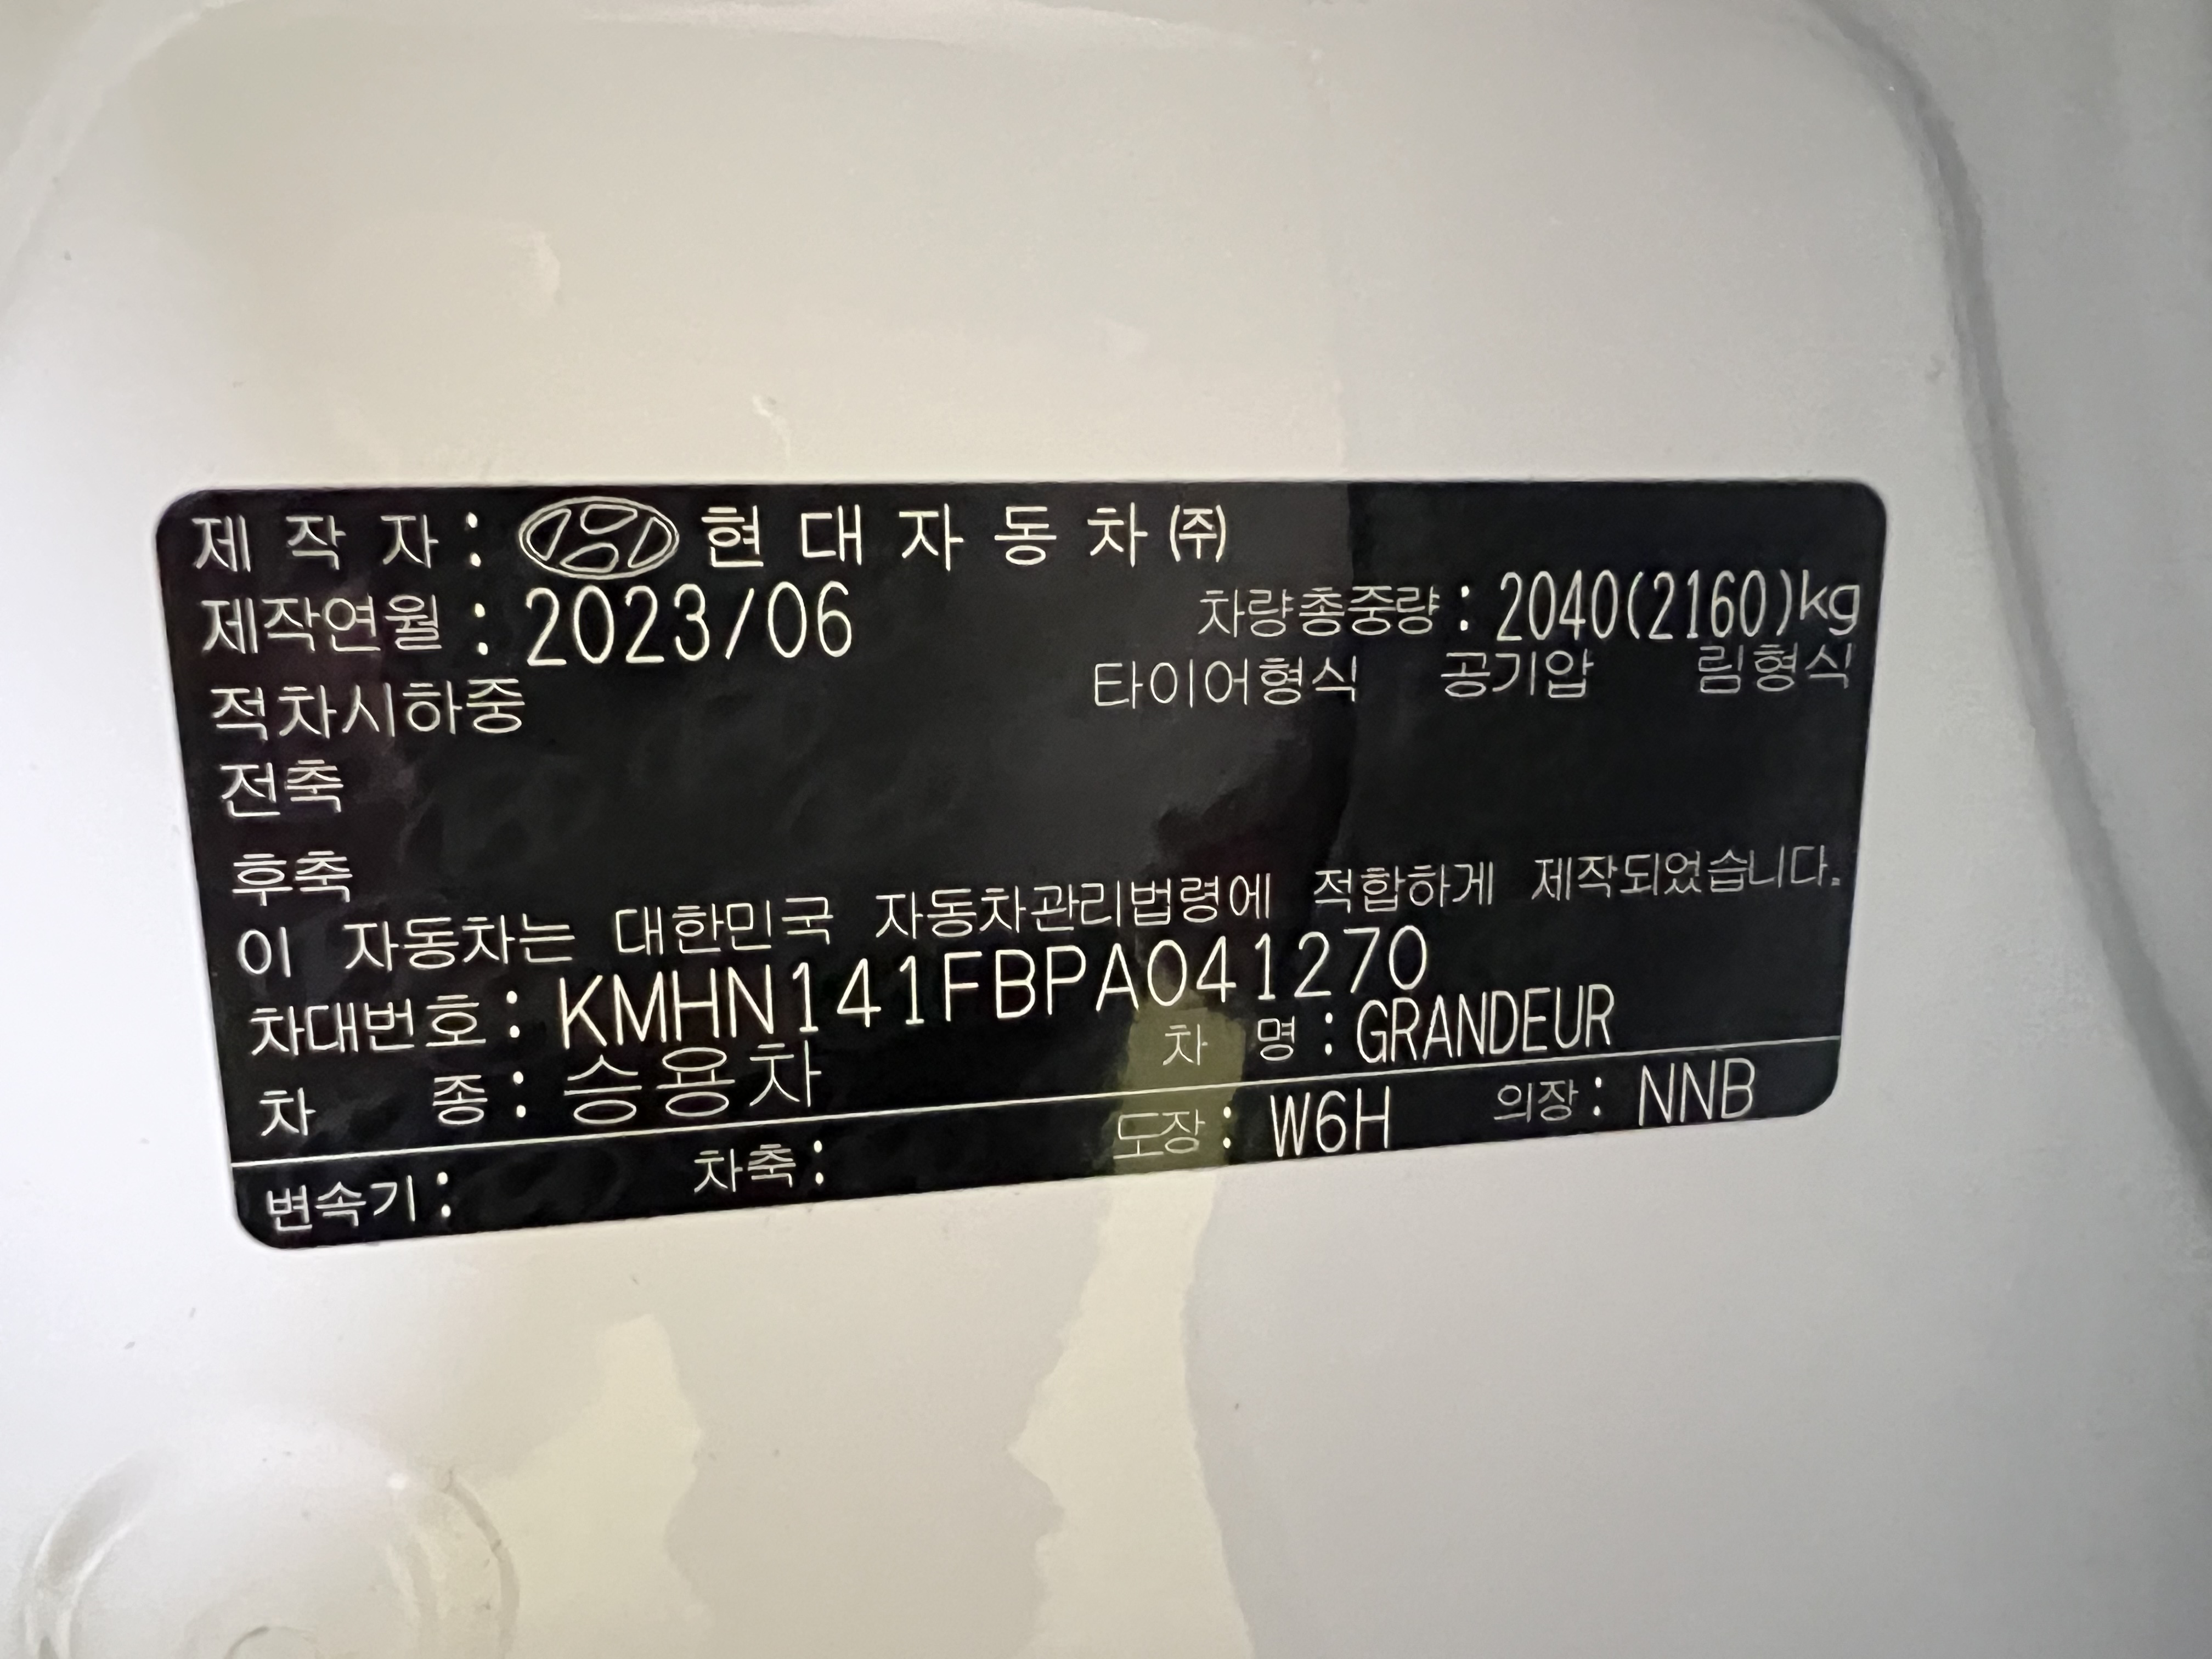 제 작 자 : 현 대 자 동 차 ㈜
제작연월 : 2023/06 차량총중량 : 2040(2160)kg
적차시하중 타이어형식 공기압 림형식
전축
후축
이 자동차는 대한민국 자동차관리법령에 적합하게 제작되었습니다.
차대번호 : KMHN141FBPA041270
차 종 : 승용차 차 명 : GRANDEUR
변속기 : 차축 : 도장 : W6H 의장 : NNB